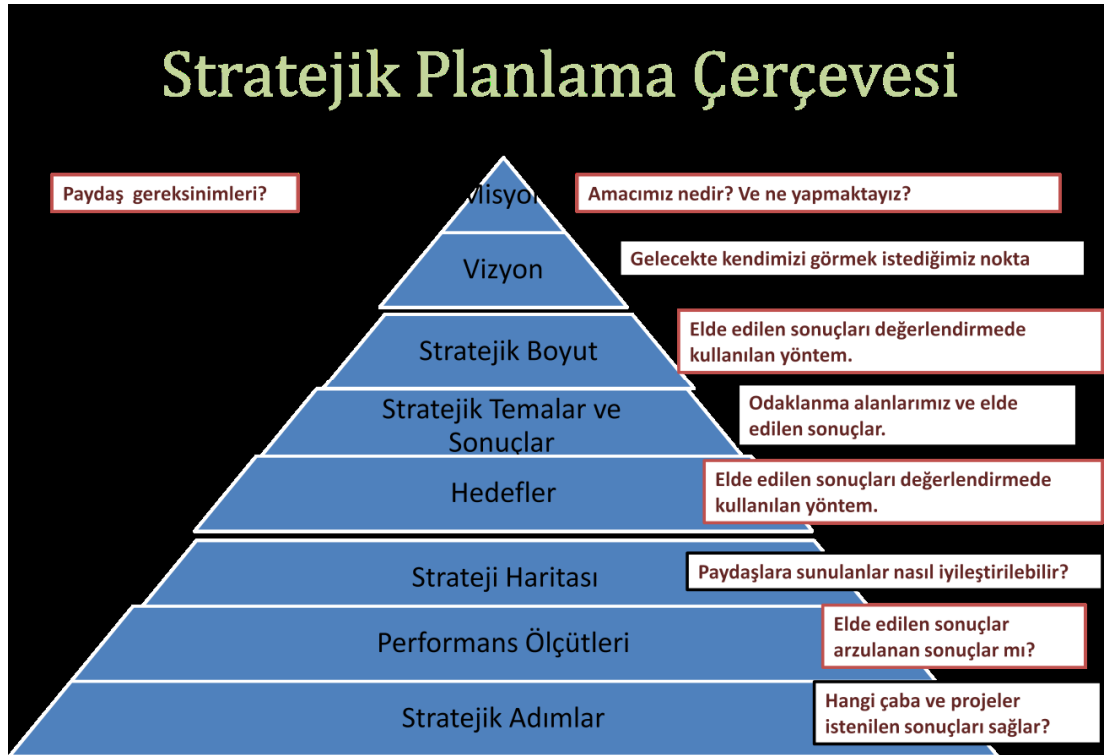 Stratejik Planlama Çerçevesi
Paydaş gereksinimleri?
Misyon
Amacımız nedir? Ve ne yapmaktayız?
Vizyon
Gelecekte kendimizi görmek istediğimiz nokta
Stratejik Boyut
Elde edilen sonuçları değerlendirmede
kullanılan yöntem.
Stratejik Temalar ve
Sonuçlar
Odaklanma alanlarımız ve elde
edilen sonuçlar.
Hedefler
Elde edilen sonuçları değerlendirmede
kullanılan yöntem.
Strateji Haritası
Paydaşlara sunulanlar nasıl iyileştirilebilir?
Performans Ölçütleri
Elde edilen sonuçlar
arzulanan sonuçlar mı?
Stratejik Adımlar
Hangi çaba ve projeler
istenilen sonuçları sağlar?